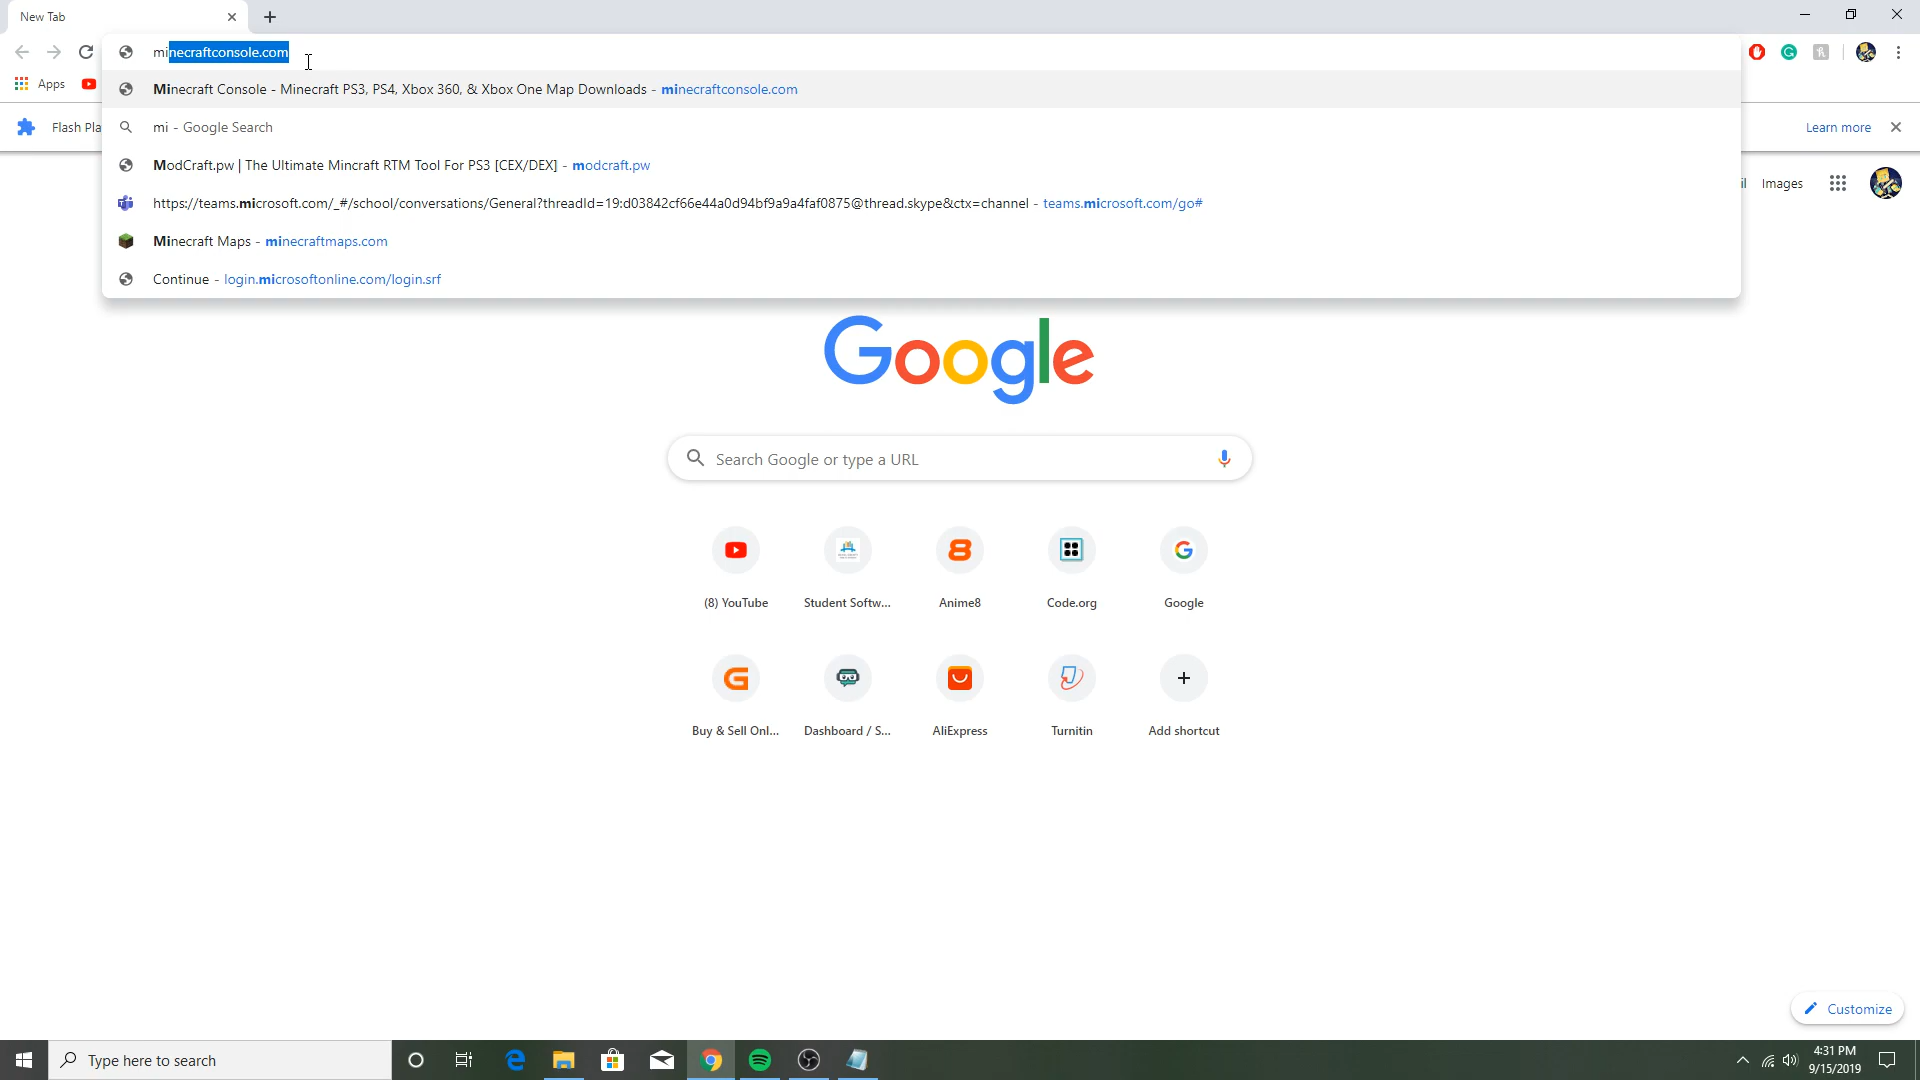 New Tab
minecraftconsole.com
Apps
Minecraft Console - Minecraft PS3, PS4, Xbox 360, & Xbox One Map Downloads - minecraftconsole.com
Flash Pla
mi - Google Search
Learn more
ModCraft.pw | The Ultimate Mincraft RTM Tool For PS3 [CEX/DEX] - modcraft.pw
il Images
https://teams.microsoft.com/_#/school/conversations/General?threadId=19:d03842cf66e44a0d94bf9a9a4faf0875@thread.skype&ctx=channel - teams.microsoft.com/go#
Minecraft Maps - minecraftmaps.com
Continue - login.microsoftonline.com/login.srf
Google
Search Google or type a URL
(8) YouTube
Student Softw...
Anime8
Code.org
Google
Buy & Sell Onl...
Dashboard / S...
AliExpress
Turnitin
Add shortcut
Customize
Type here to search
4:31 PM
9/15/2019